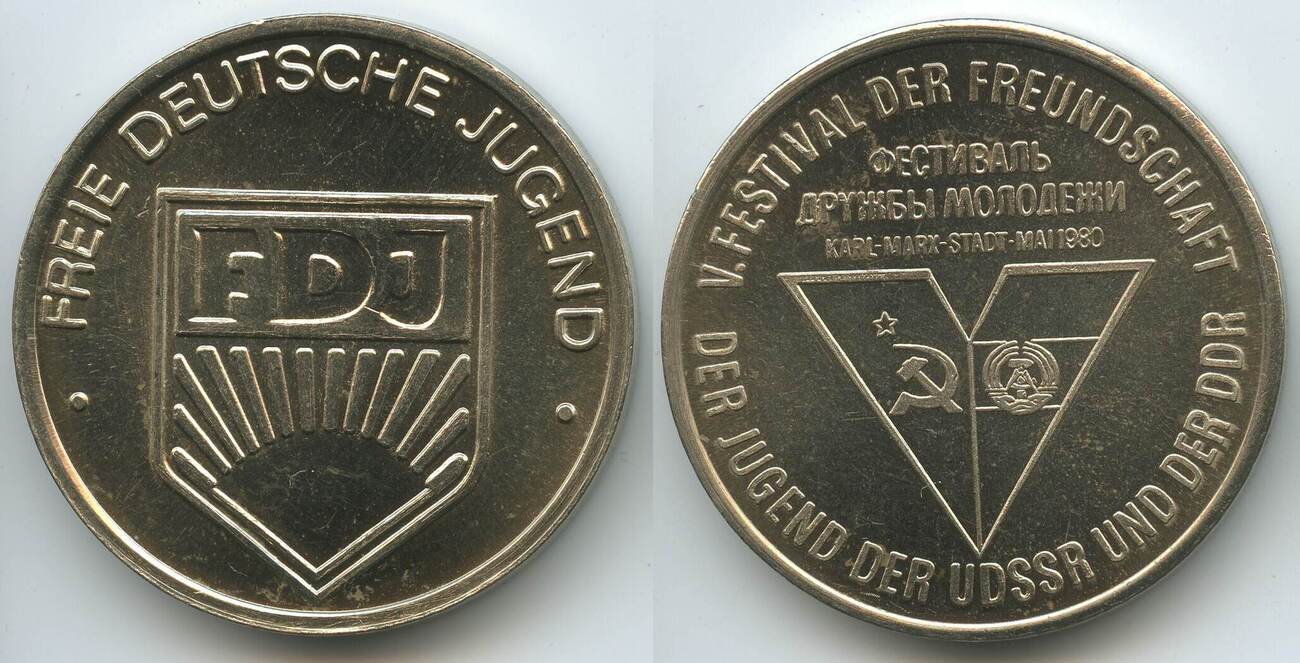 FREIE DEUTSCHE JUGEND
FDJ
V. FESTIVAL DER FREUNDSCHAFT
ФЕСТИВАЛЬ
ДРУЖБЫ МОЛОДЕЖИ
KARL-MARX-STADT-MAI 1980
DER JUGEND DER UDSSR UND DER DDR